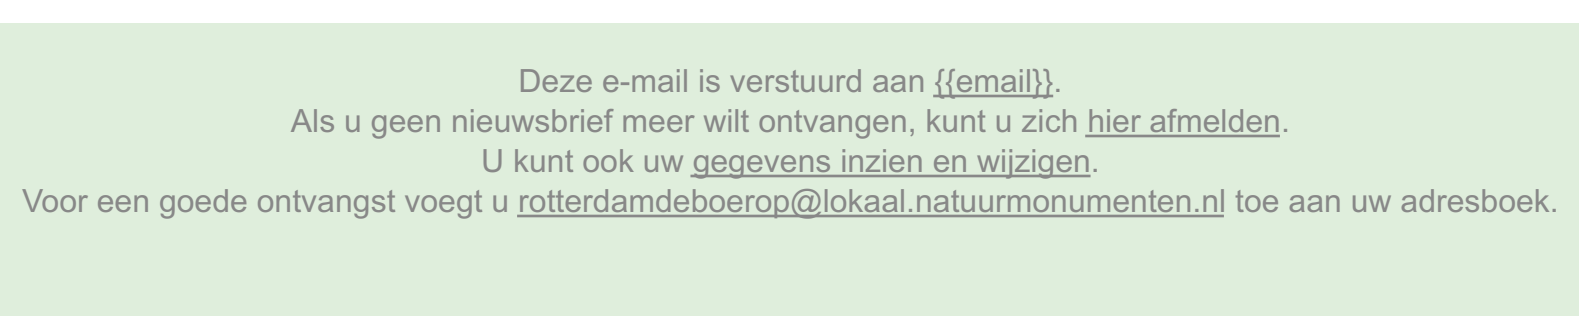 Deze e-mail is verstuurd aan {{email}}.
Als u geen nieuwsbrief meer wilt ontvangen, kunt u zich hier afmelden.
U kunt ook uw gegevens inzien en wijzigen.
Voor een goede ontvangst voegt u rotterdamdeboerop@lokaal.natuurmonumenten.nl toe aan uw adresboek.